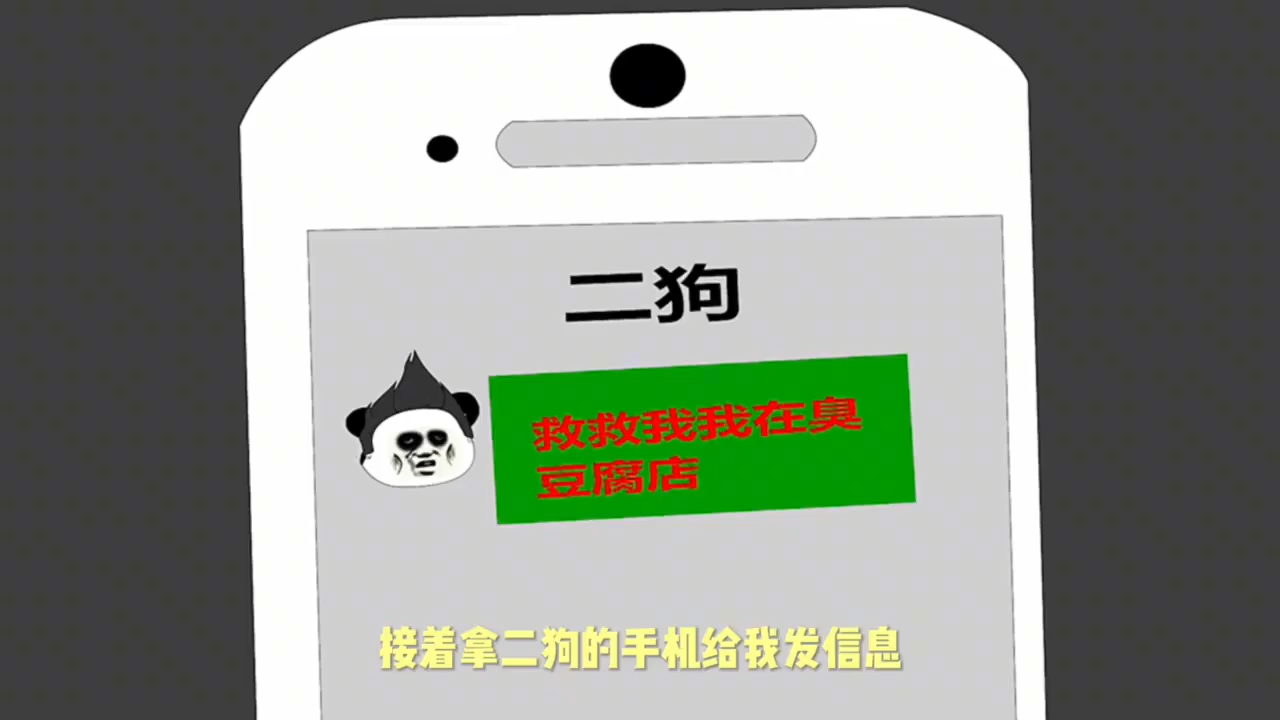 二狗
救救我我在臭
豆腐店
接着拿二狗的手机给我发信息